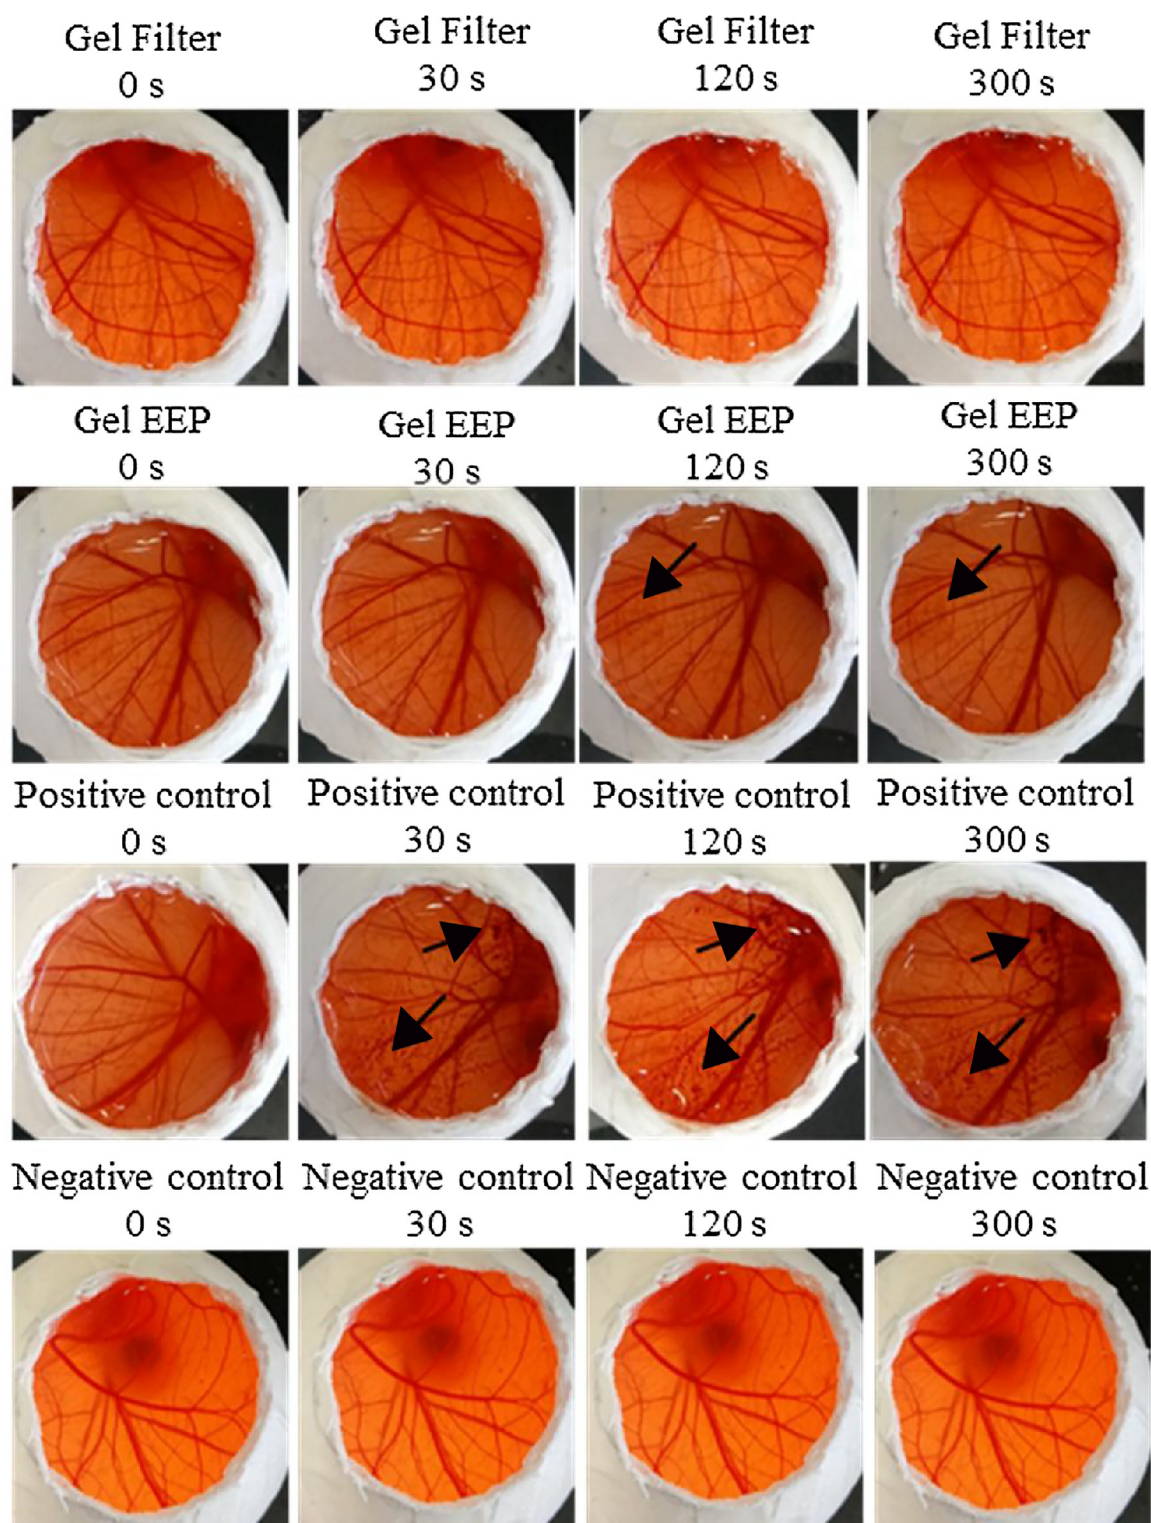 Gel Filter
0 s
Gel Filter
30 s
Gel Filter
120 s
Gel Filter
300 s
Gel EEP
0 s
Gel EEP
30 s
Gel EEP
120 s
Gel EEP
300 s
Positive control
0 s
Positive control
30 s
Positive control
120 s
Positive control
300 s
Negative control
0 s
Negative control
30 s
Negative control
120 s
Negative control
300 s